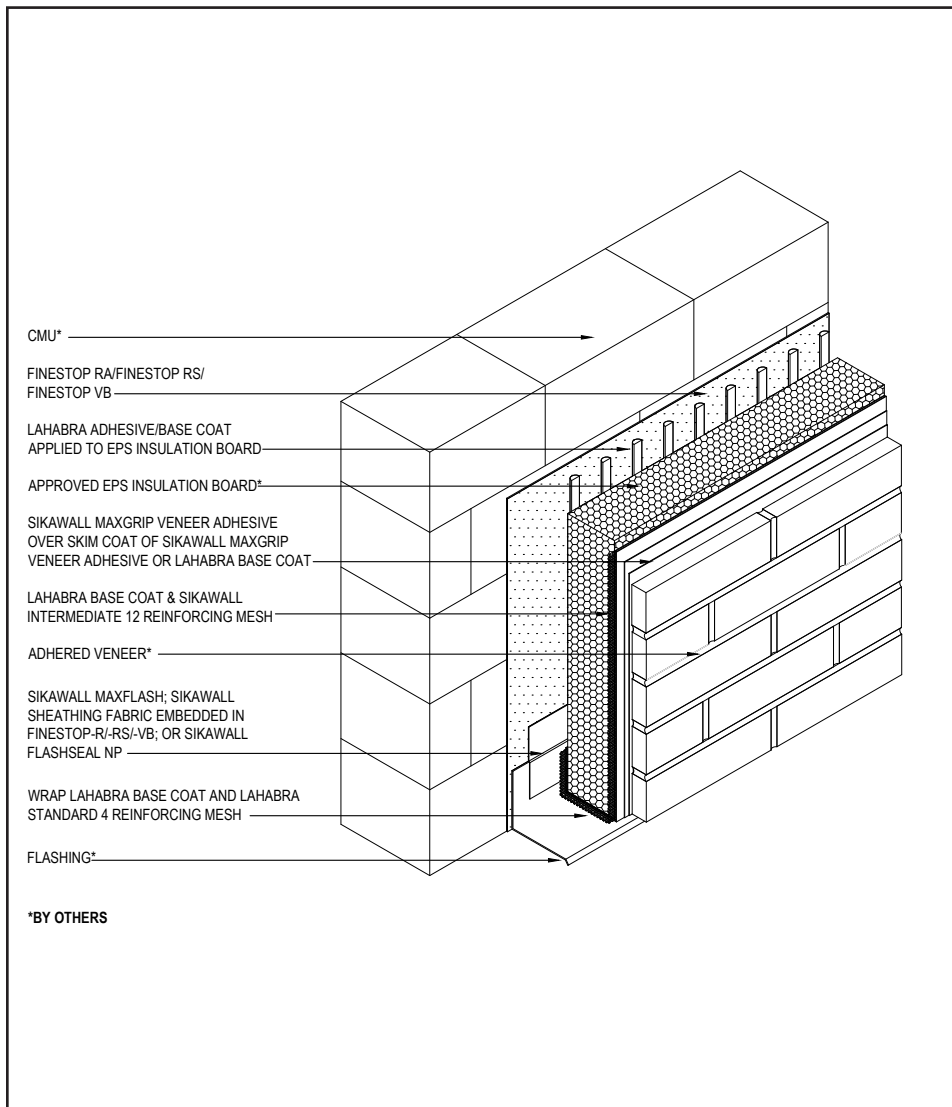 CMU*
FINESTOP RA/FINESTOP RS/
FINESTOP VB
LAHABRA ADHESIVE/BASE COAT
APPLIED TO EPS INSULATION BOARD
APPROVED EPS INSULATION BOARD*
SIKAWALL MAXGRIP VENEER ADHESIVE
OVER SKIM COAT OF SIKAWALL MAXGRIP
VENEER ADHESIVE OR LAHABRA BASE COAT
LAHABRA BASE COAT & SIKAWALL
INTERMEDIATE 12 REINFORCING MESH
ADHERED VENEER*
SIKAWALL MAXFLASH; SIKAWALL
SHEATHING FABRIC EMBEDDED IN
FINESTOP-R/-RS/-VB; OR SIKAWALL
FLASHSEAL NP
WRAP LAHABRA BASE COAT AND LAHABRA
STANDARD 4 REINFORCING MESH
FLASHING*
*BY OTHERS